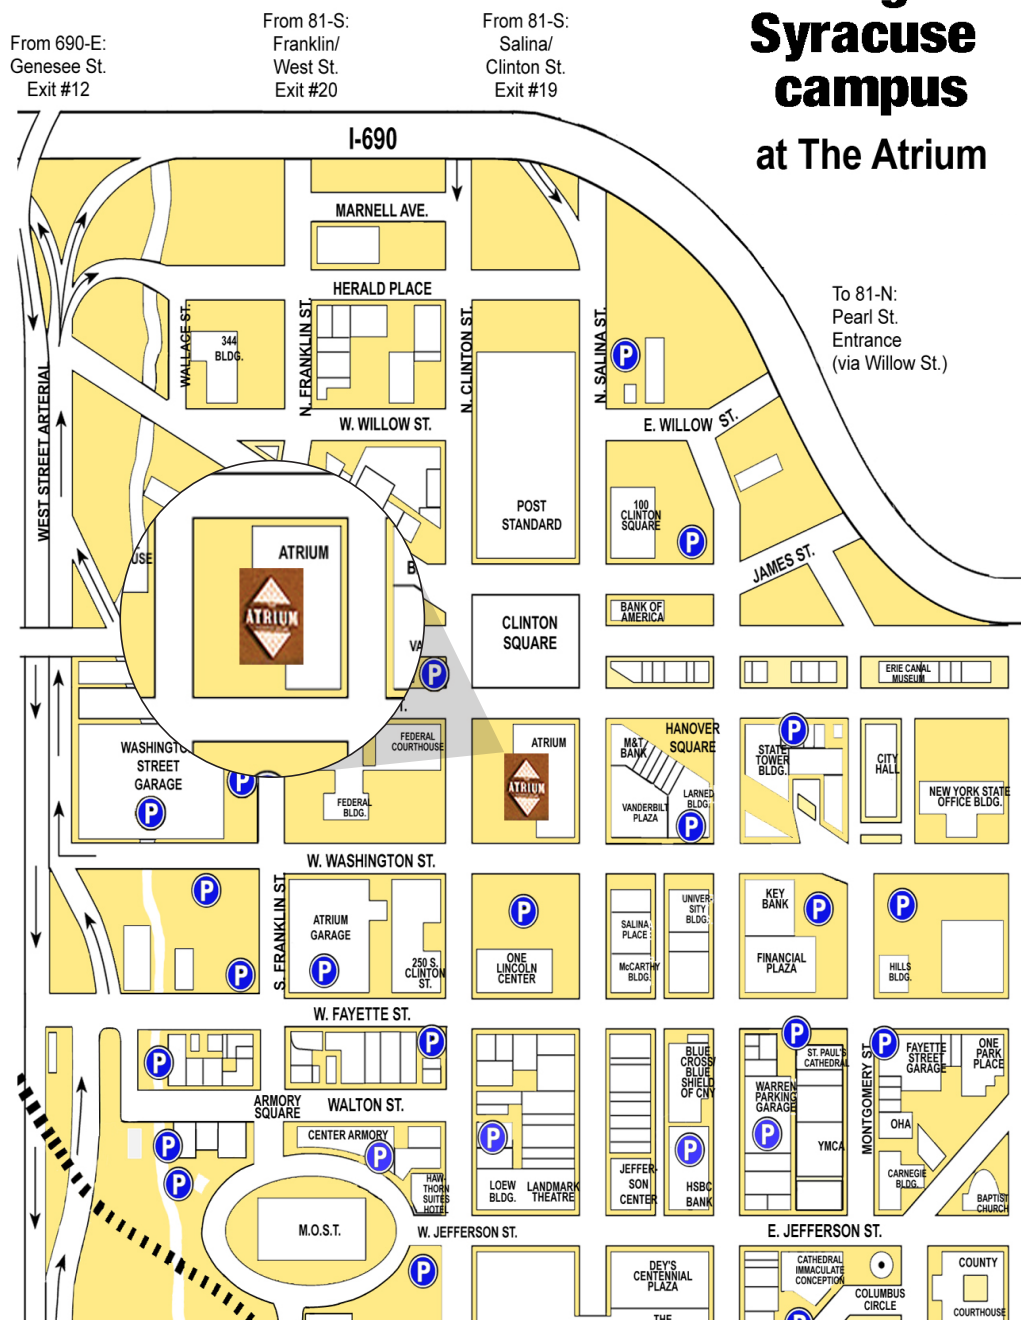 Syracuse
campus
at The Atrium
From 690-E:
Genesee St.
Exit #12
From 81-S:
Franklin/
West St.
Exit #20
From 81-S:
Salina/
Clinton St.
Exit #19
I-690
MARNELL AVE.
HERALD PLACE
To 81-N:
Pearl St.
Entrance
(via Willow St.)
WALLACE ST.
344
BLDG.
N. FRANKLIN ST.
N. CLINTON ST.
N. SALINA ST.
P
WEST STREET ARTERIAL
W. WILLOW ST.
E. WILLOW ST.
POST
STANDARD
100
CLINTON
SQUARE
P
JAMES ST.
USE
ATRIUM
ATRIUM
B
VA
P
T.
CLINTON
SQUARE
BANK OF
AMERICA
ERIE CANAL
MUSEUM
WASHINGTO
STREET
GARAGE
P
P
FEDERAL
COURTHOUSE
FEDERAL
BLDG.
ATRIUM
ATRIUM
M&T
BANK
HANOVER
SQUARE
VANDERBILT
PLAZA
LARNED
BLDG.
P
P
STATE
TOWER
BLDG.
CITY
HALL
NEW YORK STATE
OFFICE BLDG.
W. WASHINGTON ST.
P
P
S. FRANKLIN ST.
ATRIUM
GARAGE
P
250 S.
CLINTON
ST.
P
ONE
LINCOLN
CENTER
SALINA
PLACE
McCARTHY
BLDG.
UNIVER-
SITY
BLDG.
KEY
BANK
P
FINANCIAL
PLAZA
P
HILLS
BLDG.
W. FAYETTE ST.
P
P
ARMORY
SQUARE
WALTON ST.
P
P
CENTER ARMORY
P
HAW-
THORN
SUITES
HOTEL
P
LOEW
BLDG.
LANDMARK
THEATRE
JEFFER-
SON
CENTER
BLUE
CROSS/
BLUE
SHIELD
OF CNY
P
HSBC
BANK
P
ST. PAUL'S
CATHEDRAL
WARREN
PARKING
GARAGE
P
YMCA
MONTGOMERY ST.
P
FAYETTE
STREET
GARAGE
ONE
PARK
PLACE
OHA
CARNEGIE
BLDG.
BAPTIST
CHURCH
M.O.S.T.
W. JEFFERSON ST.
E. JEFFERSON ST.
P
DEY'S
CENTENNIAL
PLAZA
THE
CATHEDRAL
IMMACULATE
CONCEPTION
P
COLUMBUS
CIRCLE
COUNTY
COURTHOUSE